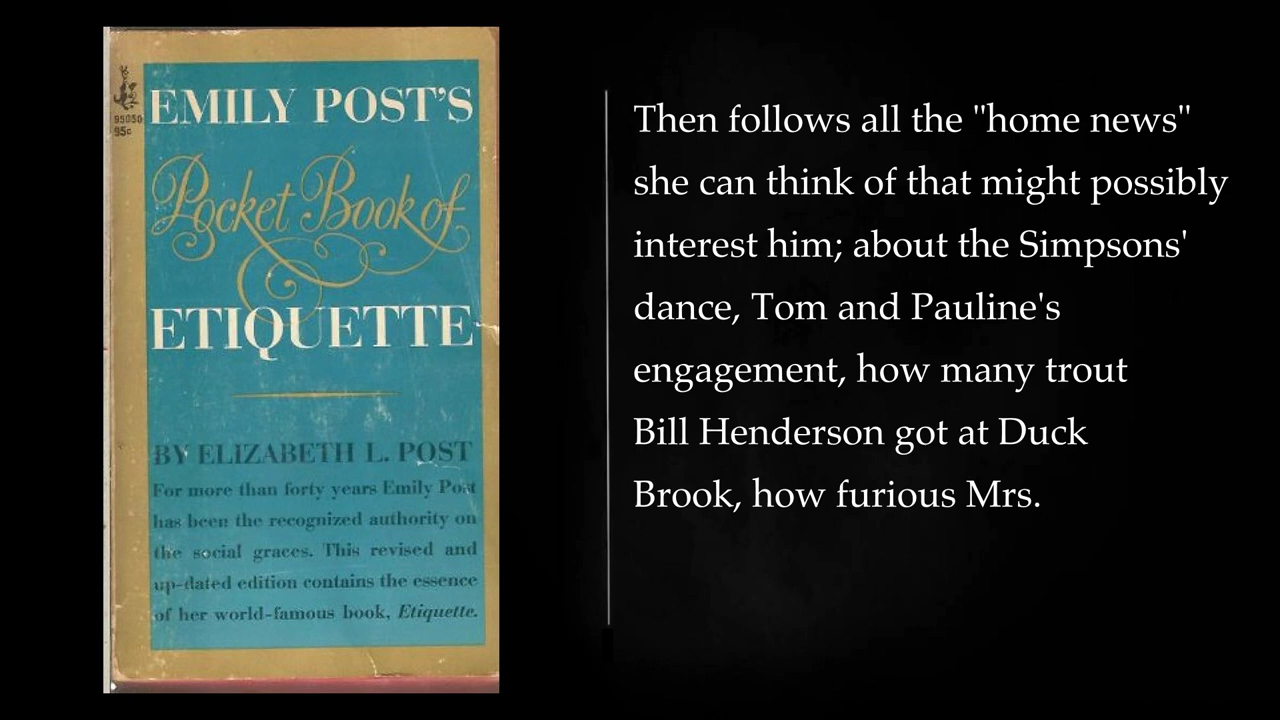 EMILY POST'S
95050
95c
Pocket Book of
ETIQUETTE
BY ELIZABETH L. POST
For more than forty years Emily Post
has been the recognized authority on
the social graces. This revised and
up-dated edition contains the essence
of her world-famous book, Etiquette.
Then follows all the "home news"
she can think of that might possibly
interest him; about the Simpsons'
dance, Tom and Pauline's
engagement, how many trout
Bill Henderson got at Duck
Brook, how furious Mrs.